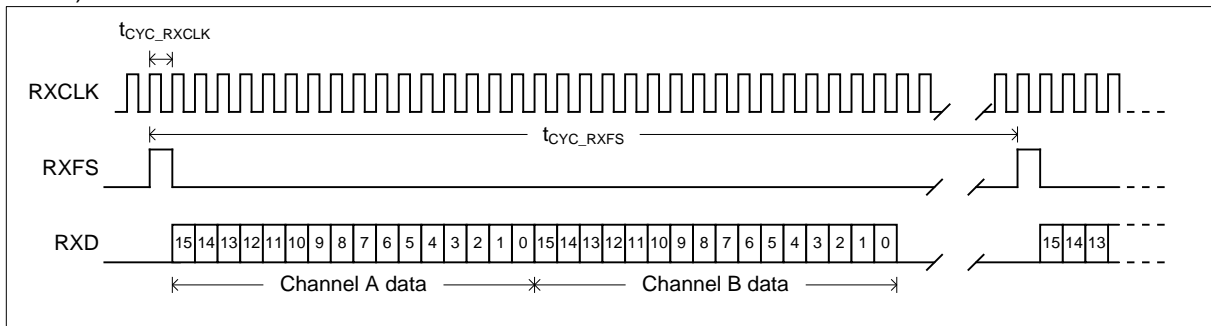 tCYC_RXCLK
RXCLK
tCYC_RXFS
RXFS
RXD 15 14 13 12 11 10 9 8 7 6 5 4 3 2 1 0 15 14 13 12 11 10 9 8 7 6 5 4 3 2 1 0 15 14 13
Channel A data Channel B data